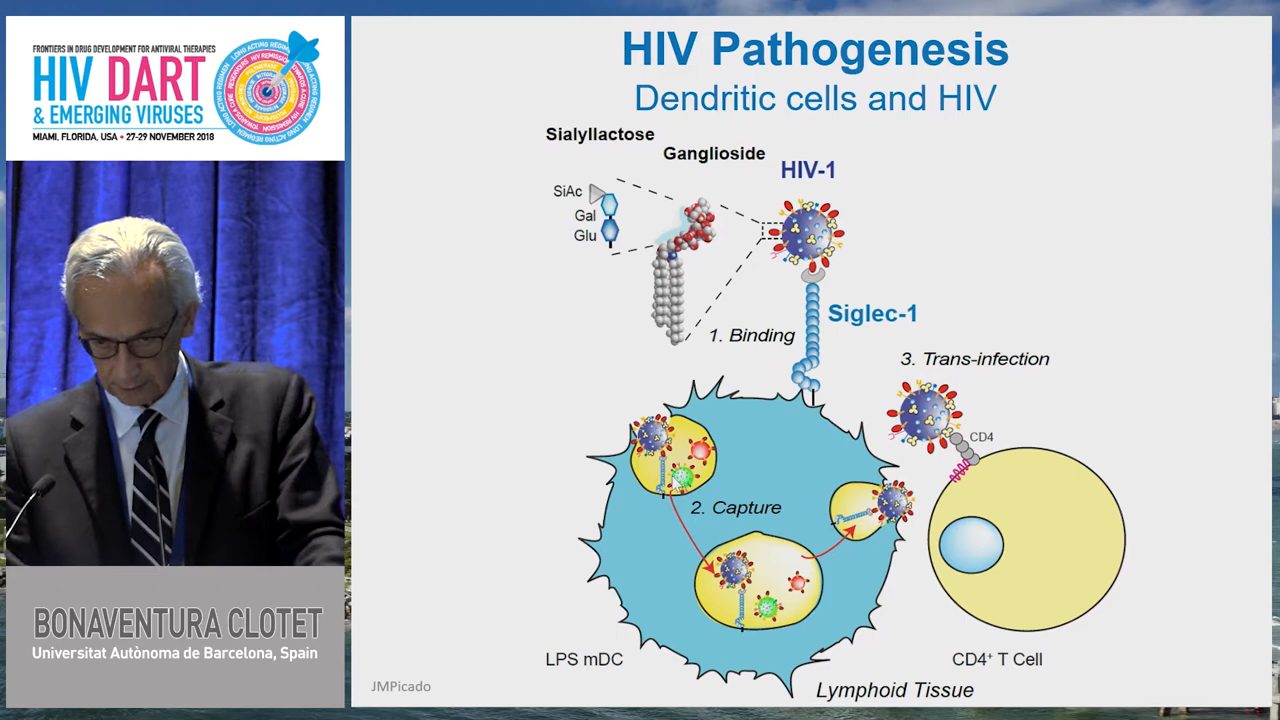 FRONTIERS IN DRUG DEVELOPMENT FOR ANTIVIRAL THERAPIES
HIV DART
& EMERGING VIRUSES
MIAMI, FLORIDA, USA • 27-29 NOVEMBER 2018
HIV Pathogenesis
Dendritic cells and HIV
Sialyllactose
Ganglioside
HIV-1
SiAc
Gal
Glu
Siglec-1
1. Binding
3. Trans-infection
CD4
2. Capture
LPS mDC
CD4⁺ T Cell
Lymphoid Tissue
JMPicado
BONAVENTURA CLOTET
Universitat Autònoma de Barcelona, Spain